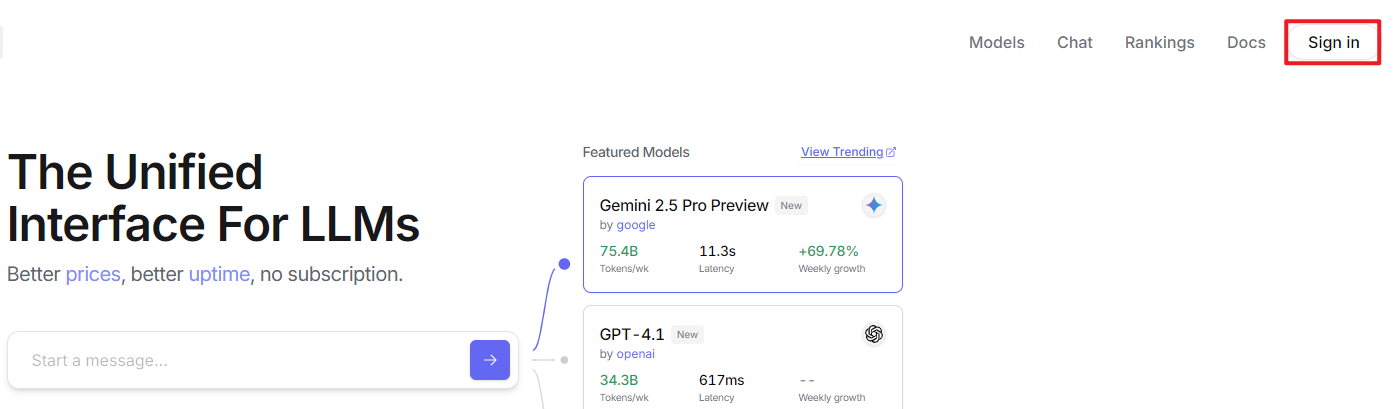 Models Chat Rankings Docs Sign in
The Unified
Interface For LLMs
Better prices, better uptime, no subscription.
Start a message...
Featured Models View Trending
Gemini 2.5 Pro Preview New
by google
75.4B 11.3s +69.78%
Tokens/wk Latency Weekly growth
GPT-4.1 New
by openai
34.3B 617ms --
Tokens/wk Latency Weekly growth